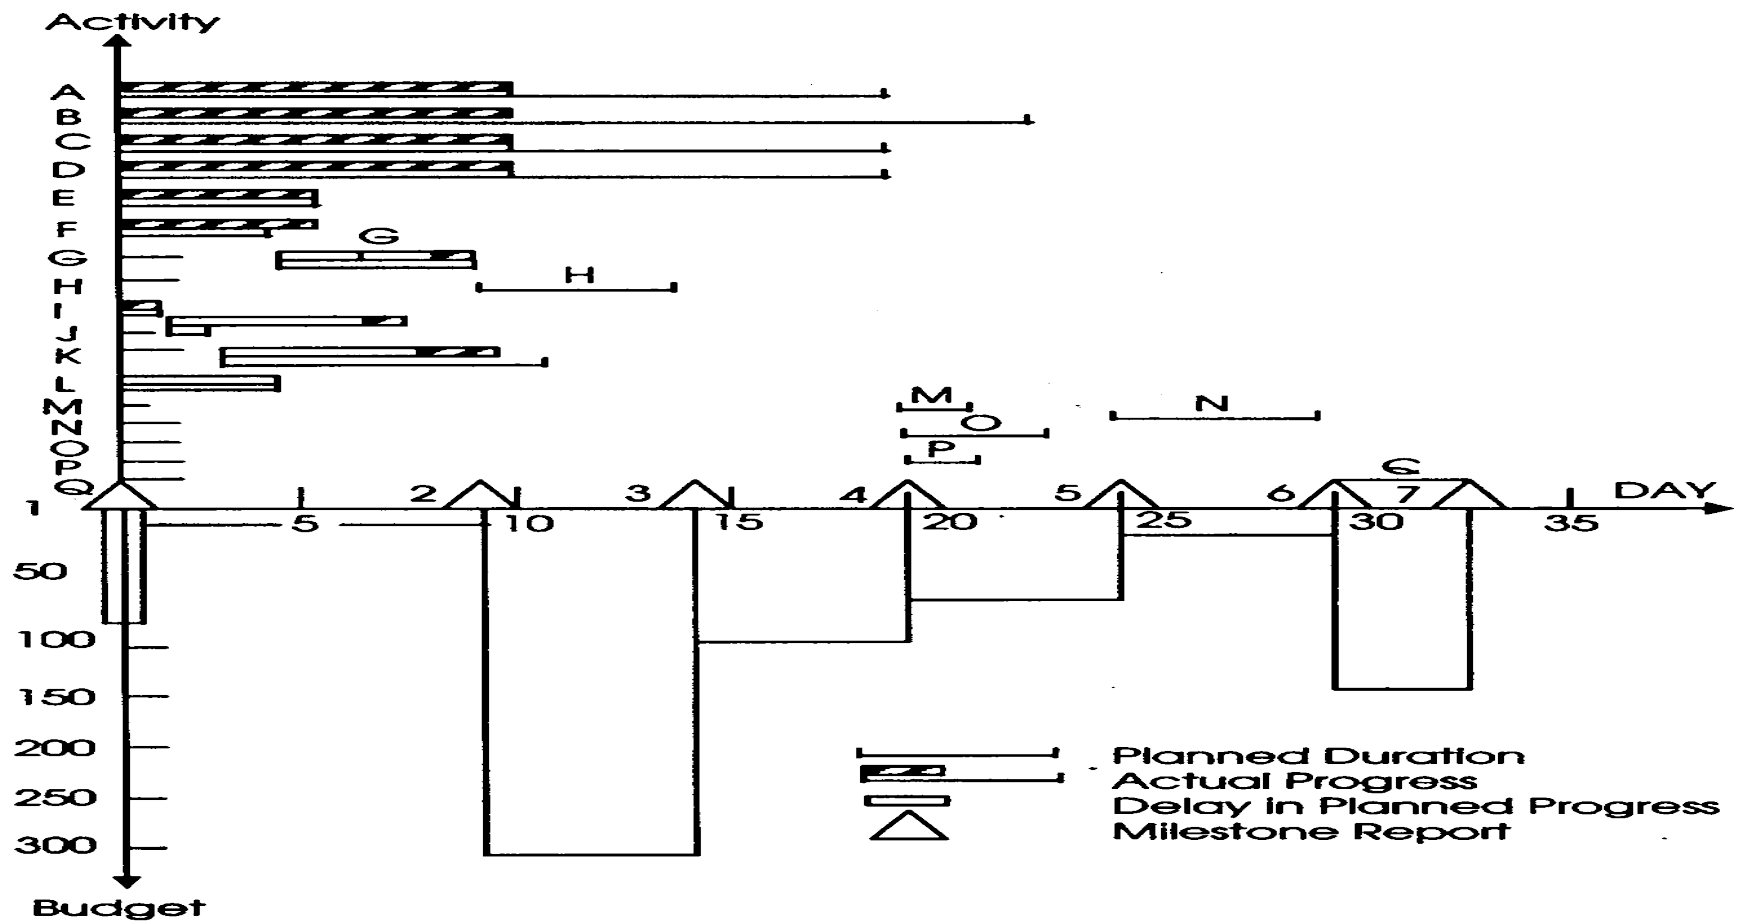 Activity
A
B
C
D
E
F
G
G
H
H
I
J
K
L
M
M
N
N
O
O
P
P
Q
Q
1 2 3 4 5 6 7 DAY
5 10 15 20 25 30 35
50
100
150
200
250
300
Planned Duration
Actual Progress
Delay in Planned Progress
Milestone Report
Budget